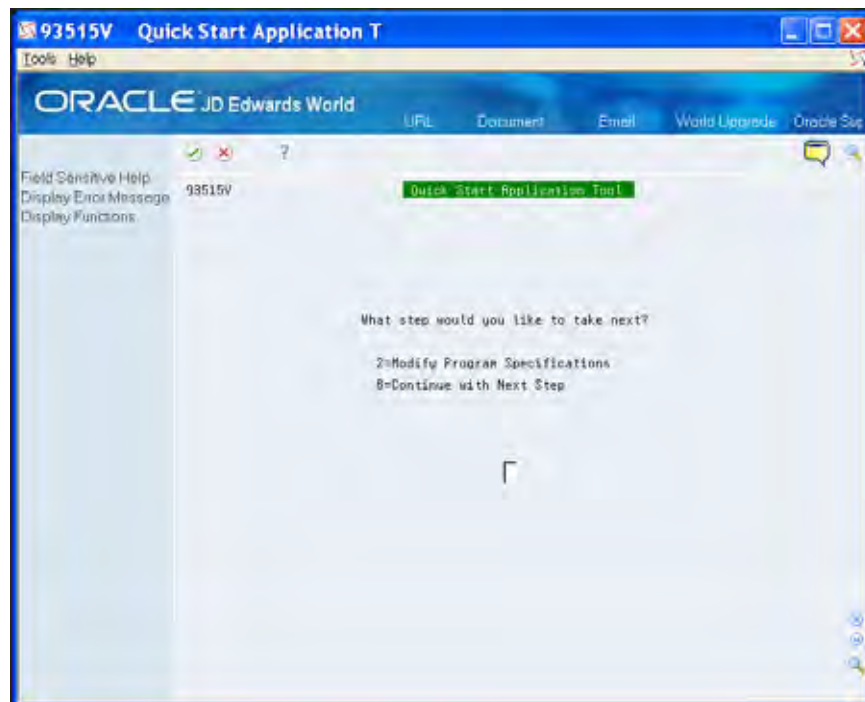 93515V Quick Start Application T
Tools Help
ORACLE JD Edwards World
URL Document Email World Upgrade Oracle Sup
?
Field Sensitive Help
Display Error Message
Display Functions
93515V Quick Start Application Tool
What step would you like to take next?
2=Modify Program Specifications
8=Continue with Next Step